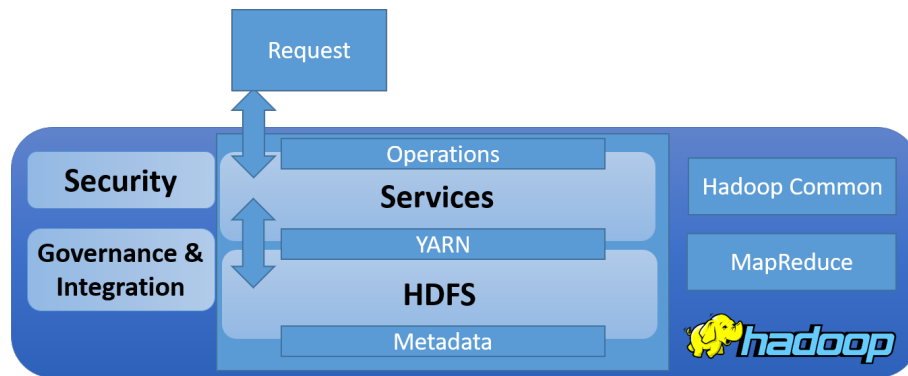 Request
Operations
Security
Services
Hadoop Common
Governance &
Integration
YARN
MapReduce
HDFS
Metadata
hadoop